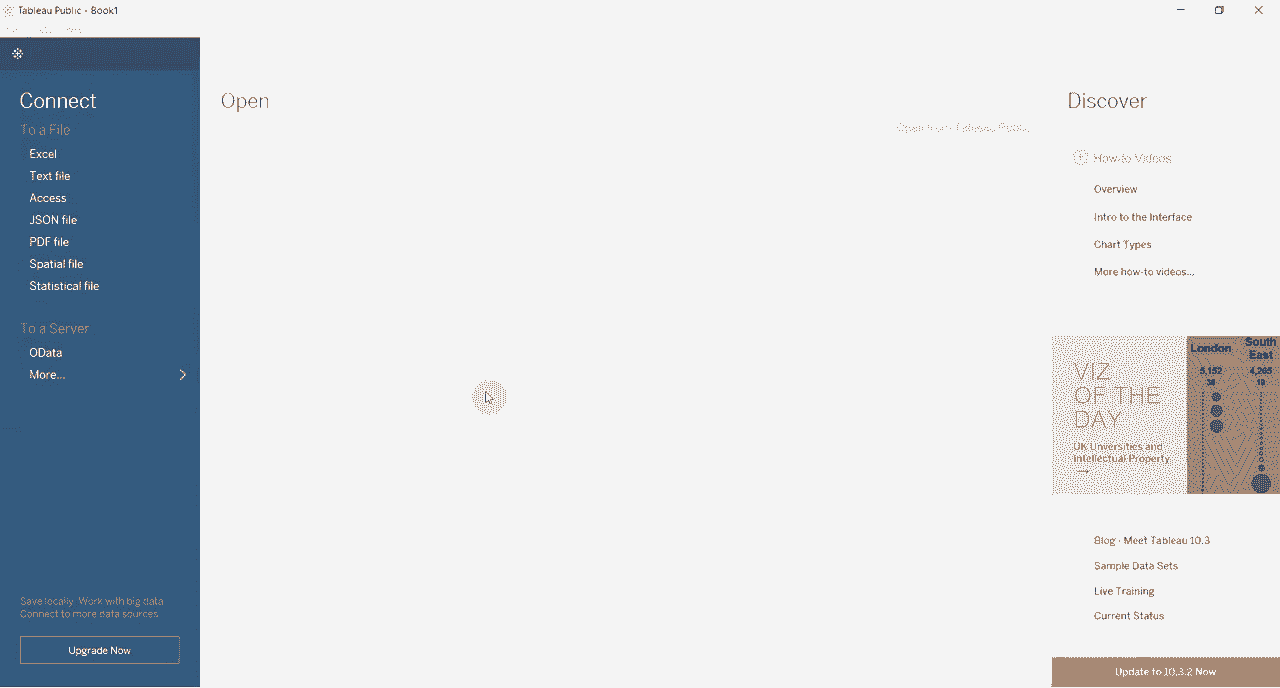 Tableau Public - Book1
Connect
To a File
Excel
Text file
Access
JSON file
PDF file
Spatial file
Statistical file
To a Server
OData
More...
Save locally. Work with big data.
Connect to more data sources.
Upgrade Now
Open
Open from Tableau Public...
Discover
How-to Videos
Overview
Intro to the Interface
Chart Types
More how-to videos...
VIZ
OF THE
DAY
UK Unversities and
Intellectual Property
London
South
East
5,152
4,265
38
19
Blog - Meet Tableau 10.3
Sample Data Sets
Live Training
Current Status
Update to 10.3.2 Now